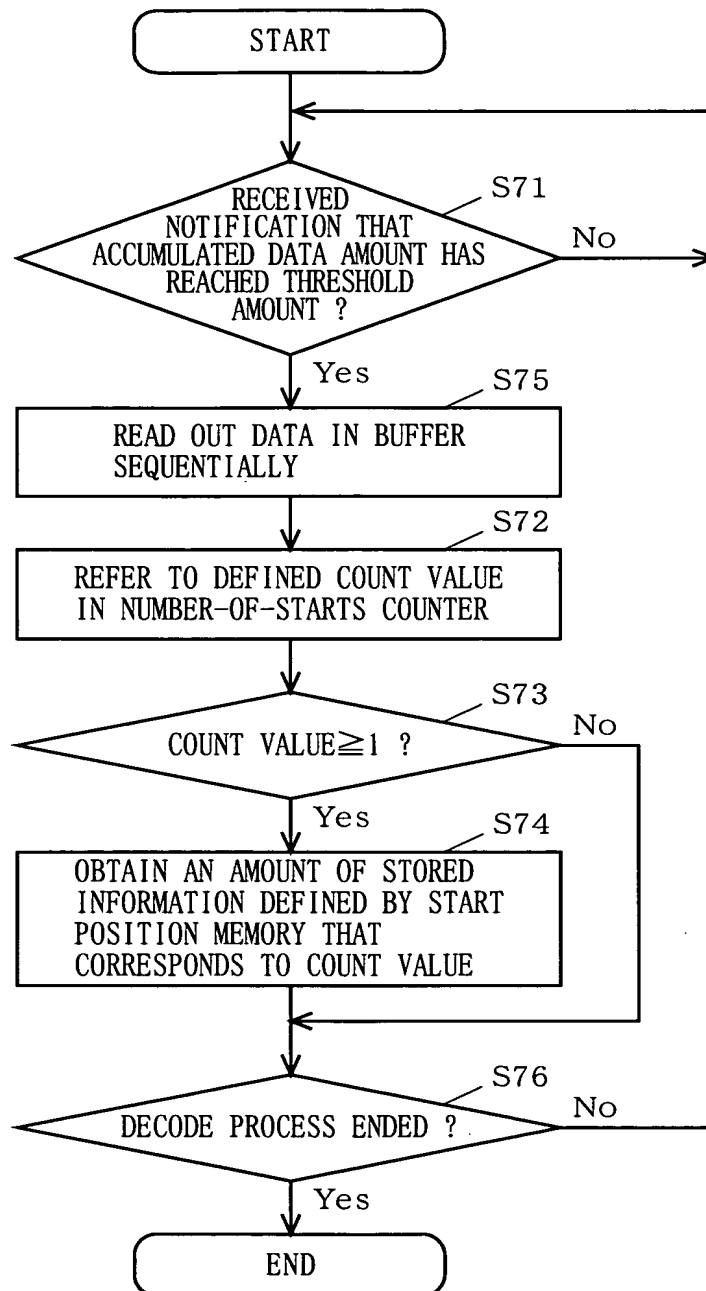 START
S71
RECEIVED
NOTIFICATION THAT
ACCUMULATED DATA AMOUNT HAS
REACHED THRESHOLD
AMOUNT ?
No
Yes
S75
READ OUT DATA IN BUFFER
SEQUENTIALLY
S72
REFER TO DEFINED COUNT VALUE
IN NUMBER-OF-STARTS COUNTER
S73
COUNT VALUE≧1 ?
No
Yes
S74
OBTAIN AN AMOUNT OF STORED
INFORMATION DEFINED BY START
POSITION MEMORY THAT
CORRESPONDS TO COUNT VALUE
S76
DECODE PROCESS ENDED ?
No
Yes
END